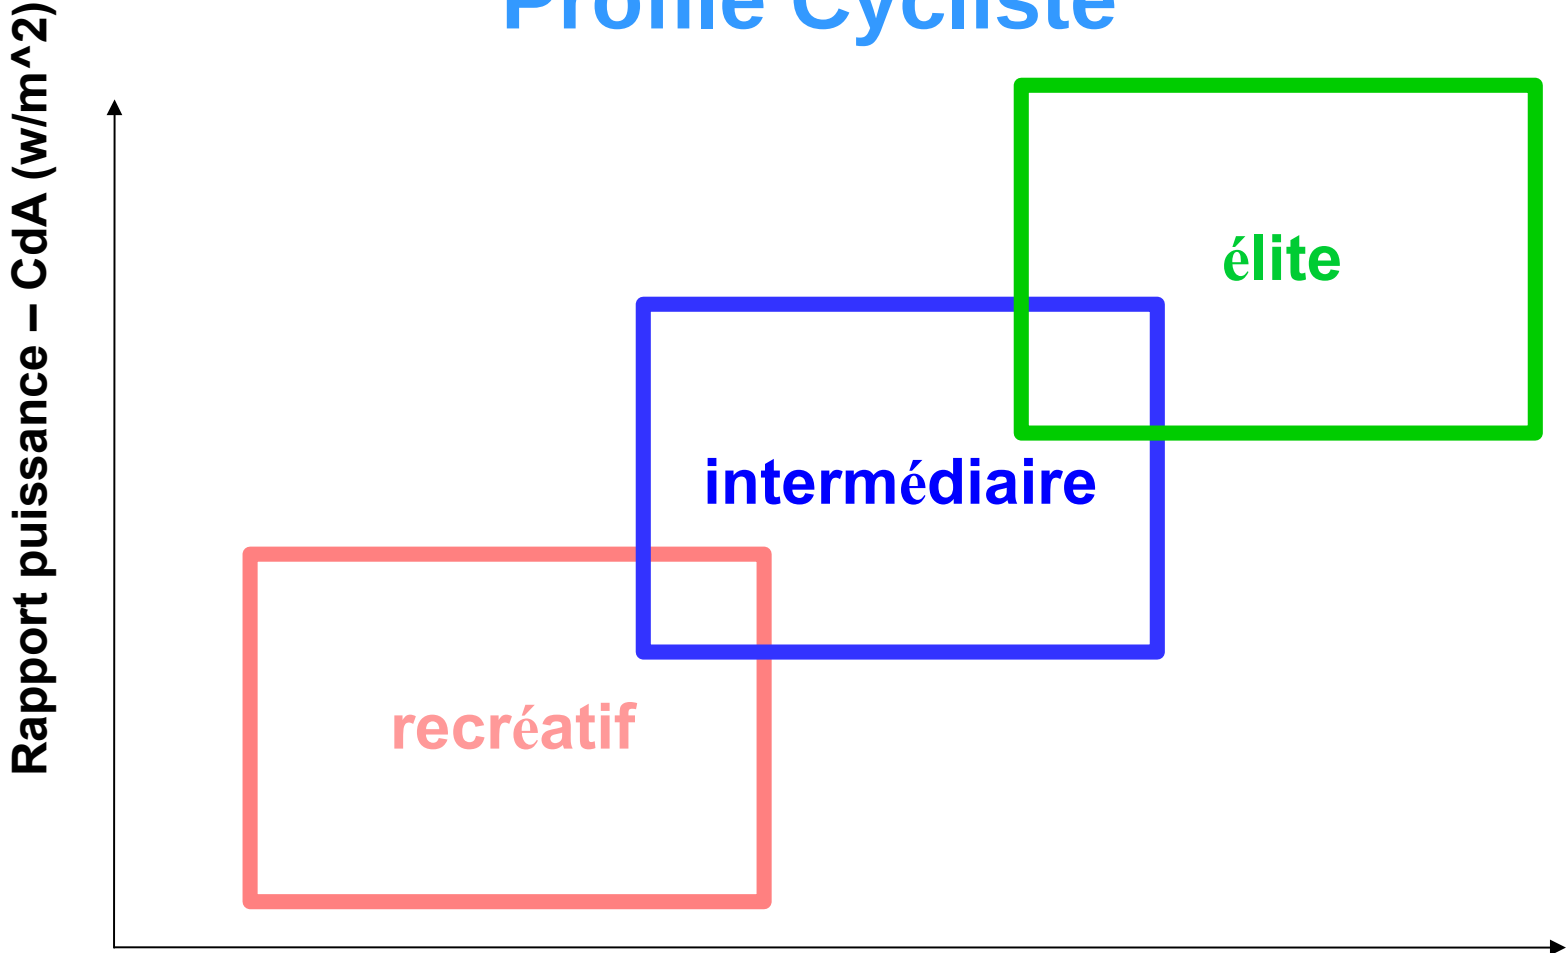 Profile Cycliste
Rapport puissance – CdA (w/m^2)
élite
intermédiaire
recréatif